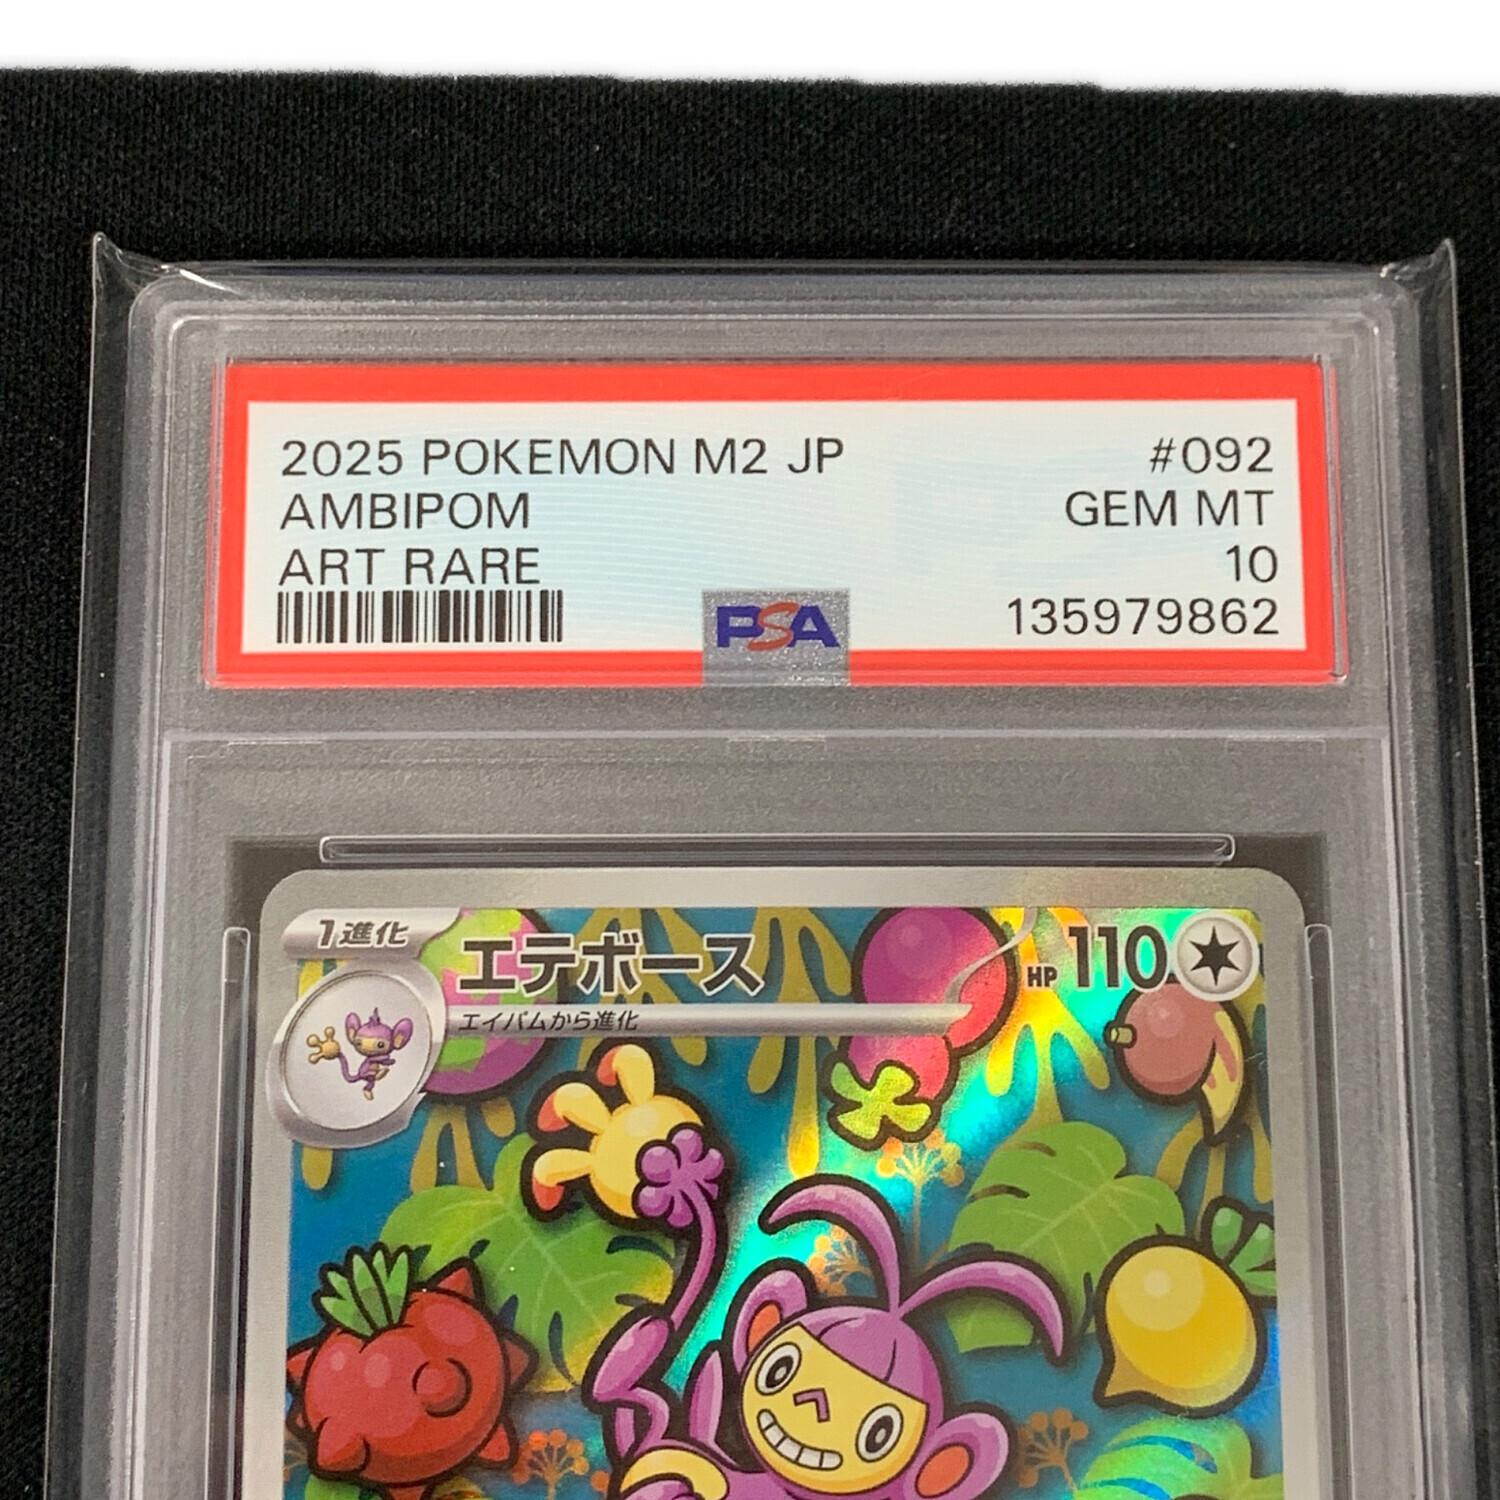 2025 POKEMON M2 JP #092
AMBIPOM GEM MT
ART RARE 10
PSA 135979862
1進化 エテボース HP 110
エイパムから進化